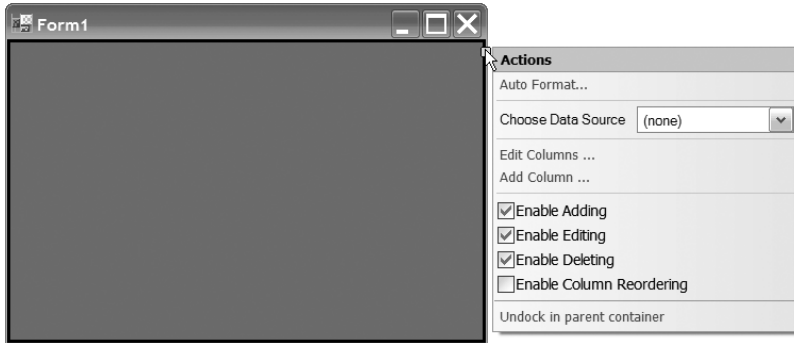 Form1
Actions
Auto Format...
Choose Data Source (none)
Edit Columns ...
Add Column ...
Enable Adding
Enable Editing
Enable Deleting
Enable Column Reordering
Undock in parent container